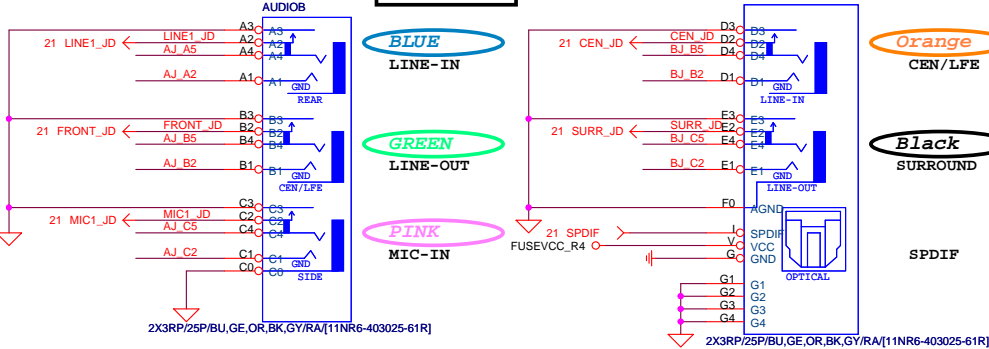 AUDIOB
A3 A3
21 LINE1_JD LINE1_JD A2 A2
AJ_A5 A4 A4
AJ_A2 A1 A1
GND
REAR
BLUE
LINE-IN
B3 B3
21 FRONT_JD FRONT_JD B2 B2
AJ_B5 B4 B4
AJ_B2 B1 B1
GND
CEN/LFE
GREEN
LINE-OUT
C3 C3
21 MIC1_JD MIC1_JD C2 C2
AJ_C5 C4 C4
AJ_C2 C1 C1
GND
C0 C0
SIDE
PINK
MIC-IN
2X3RP/25P/BU,GE,OR,BK,GY/RA/[11NR6-403025-61R]
D3 D3
21 CEN_JD CEN_JD D2 D2
BJ_B5 D4 D4
BJ_B2 D1 D1
GND
LINE-IN
Orange
CEN/LFE
E3 E3
21 SURR_JD SURR_JD E2 E2
BJ_C5 E4 E4
BJ_C2 E1 E1
GND
LINE-OUT
Black
SURROUND
F0 AGND
21 SPDIF I SPDIF
FUSEVCC_R4 V VCC
G GND
OPTICAL
SPDIF
G1 G1
G2 G2
G3 G3
G4 G4
2X3RP/25P/BU,GE,OR,BK,GY/RA/[11NR6-403025-61R]